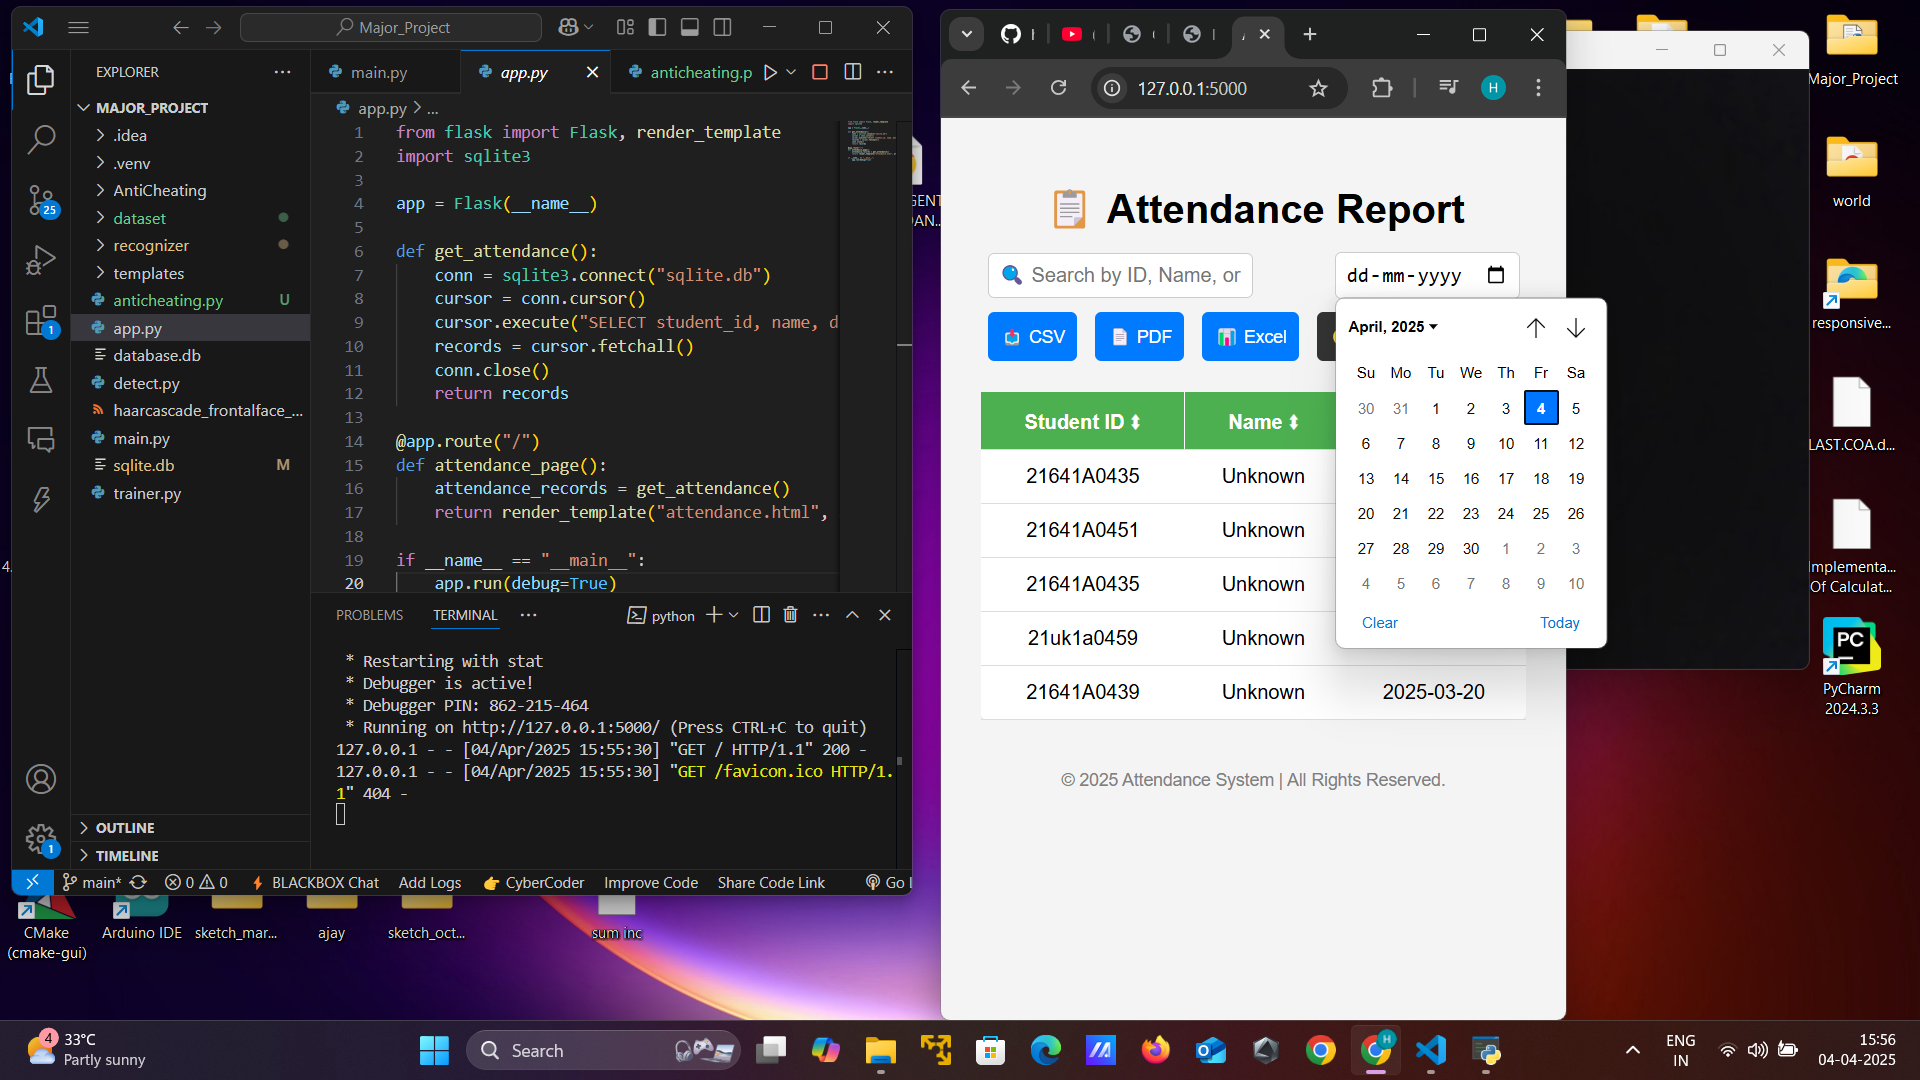 Major_Project
EXPLORER
MAJOR_PROJECT
.idea
.venv
AntiCheating
dataset
recognizer
templates
anticheating.py U
app.py
database.db
detect.py
haarcascade_frontalface_...
main.py
sqlite.db M
trainer.py
OUTLINE
TIMELINE
25
1
1
main.py
app.py
anticheating.p
app.py > ...
1 from flask import Flask, render_template
2 import sqlite3
3
4 app = Flask(__name__)
5
6 def get_attendance():
7 conn = sqlite3.connect("sqlite.db")
8 cursor = conn.cursor()
9 cursor.execute("SELECT student_id, name, d
10 records = cursor.fetchall()
11 conn.close()
12 return records
13
14 @app.route("/")
15 def attendance_page():
16 attendance_records = get_attendance()
17 return render_template("attendance.html",
18
19 if __name__ == "__main__":
20 app.run(debug=True)
PROBLEMS TERMINAL ... python
* Restarting with stat
* Debugger is active!
* Debugger PIN: 862-215-464
* Running on http://127.0.0.1:5000/ (Press CTRL+C to quit)
127.0.0.1 - - [04/Apr/2025 15:55:30] "GET / HTTP/1.1" 200 -
127.0.0.1 - - [04/Apr/2025 15:55:30] "GET /favicon.ico HTTP/1.
1" 404 -
main* 0 0 BLACKBOX Chat Add Logs CyberCoder Improve Code Share Code Link Go
127.0.0.1:5000
H
Attendance Report
Search by ID, Name, or
dd-mm-yyyy
CSV PDF Excel
Student ID Name
21641A0435 Unknown
21641A0451 Unknown
21641A0435 Unknown
21uk1a0459 Unknown
21641A0439 Unknown 2025-03-20
© 2025 Attendance System | All Rights Reserved.
April, 2025
Su Mo Tu We Th Fr Sa
30 31 1 2 3 4 5
6 7 8 9 10 11 12
13 14 15 16 17 18 19
20 21 22 23 24 25 26
27 28 29 30 1 2 3
4 5 6 7 8 9 10
Clear Today
Major_Project
world
responsive...
LAST.COA.d...
Implementa...
Of Calculat...
PC
PyCharm
2024.3.3
CMake
(cmake-gui)
Arduino IDE
sketch_mar...
ajay
sketch_oct...
sum inc
4
33°C
Partly sunny
Search
H
ENG
IN
15:56
04-04-2025